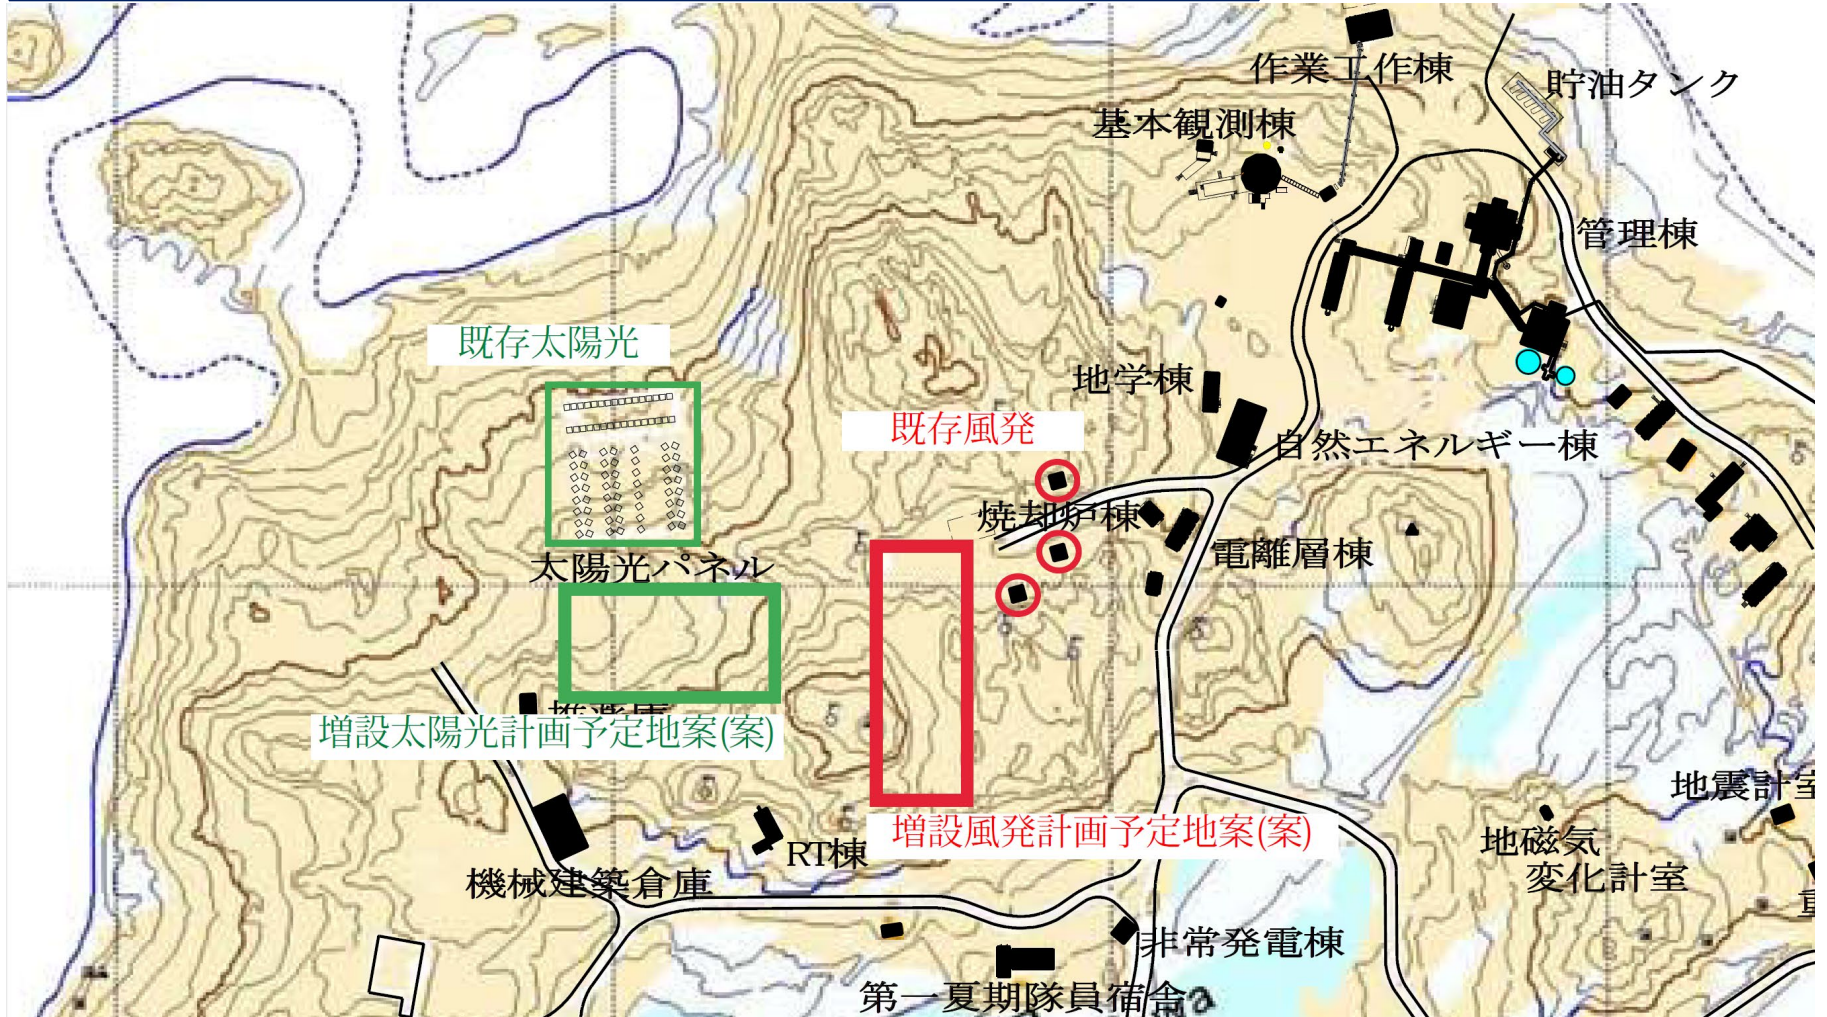 作業工作棟
貯油タンク
基本観測棟
管理棟
既存太陽光
地学棟
既存風発
自然エネルギー棟
焼却炉棟
電離層棟
太陽光パネル
5
5
5
5
5
増設太陽光計画予定地案(案)
増設風発計画予定地案(案)
地震計室
RT棟
地磁気
変化計室
機械建築倉庫
非常発電棟
第一夏期隊員宿舎